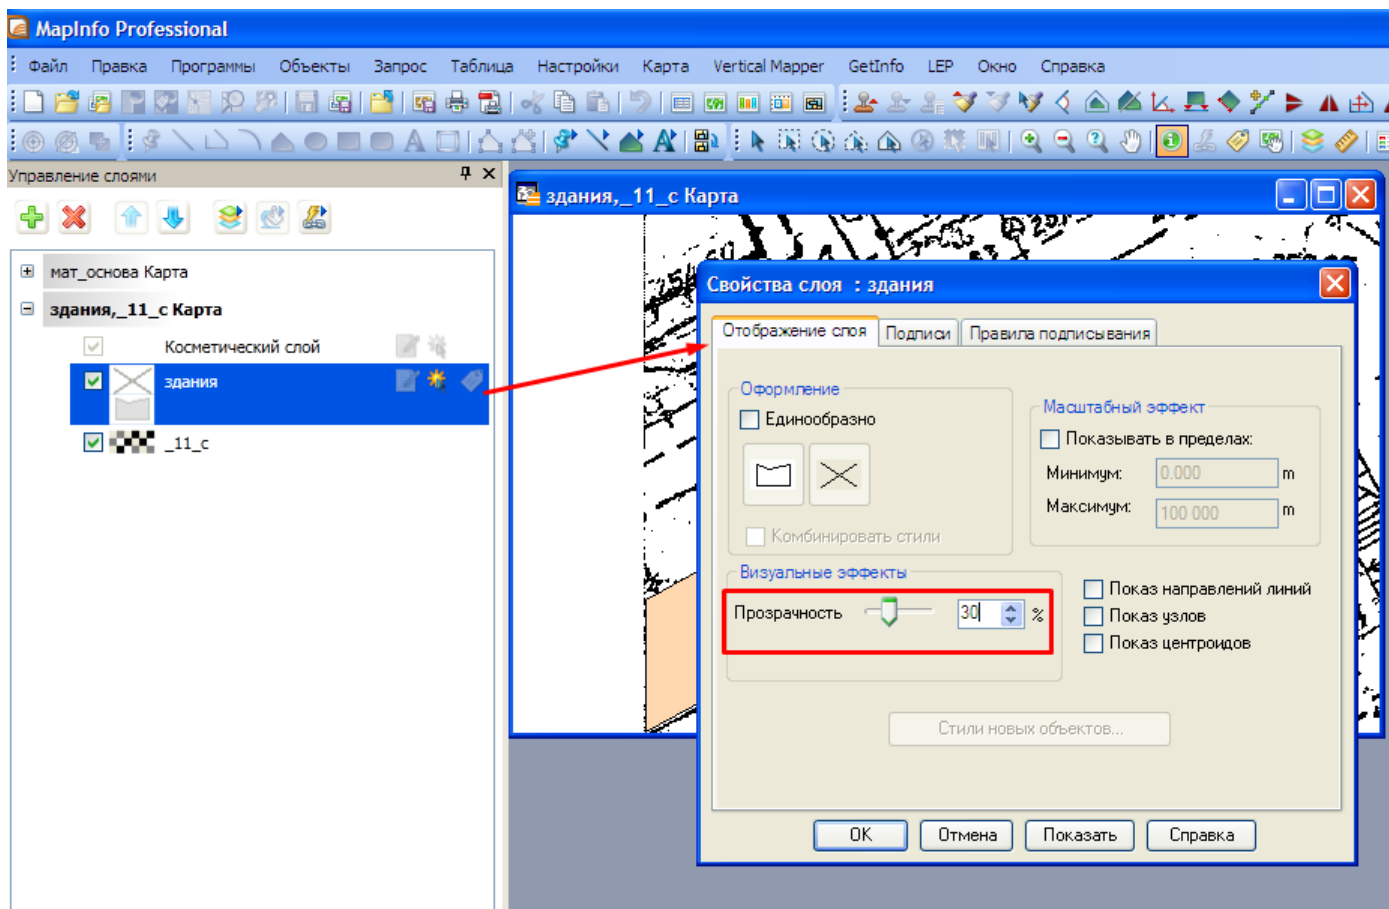 MapInfo Professional
Файл Правка Программы Объекты Запрос Таблица Настройки Карта Vertical Mapper GetInfo LEP Окно Справка
Управление слоями
мат_основа Карта
здания,_11_с Карта
Косметический слой
здания
_11_с
здания,_11_с Карта
Свойства слоя : здания
Отображение слоя Подписи Правила подписывания
Оформление
Единообразно
Комбинировать стили
Масштабный эффект
Показывать в пределах:
Минимум: 0.000 m
Максимум: 100 000 m
Визуальные эффекты
Прозрачность 30 %
Показ направлений линий
Показ узлов
Показ центроидов
Стили новых объектов...
OK Отмена Показать Справка